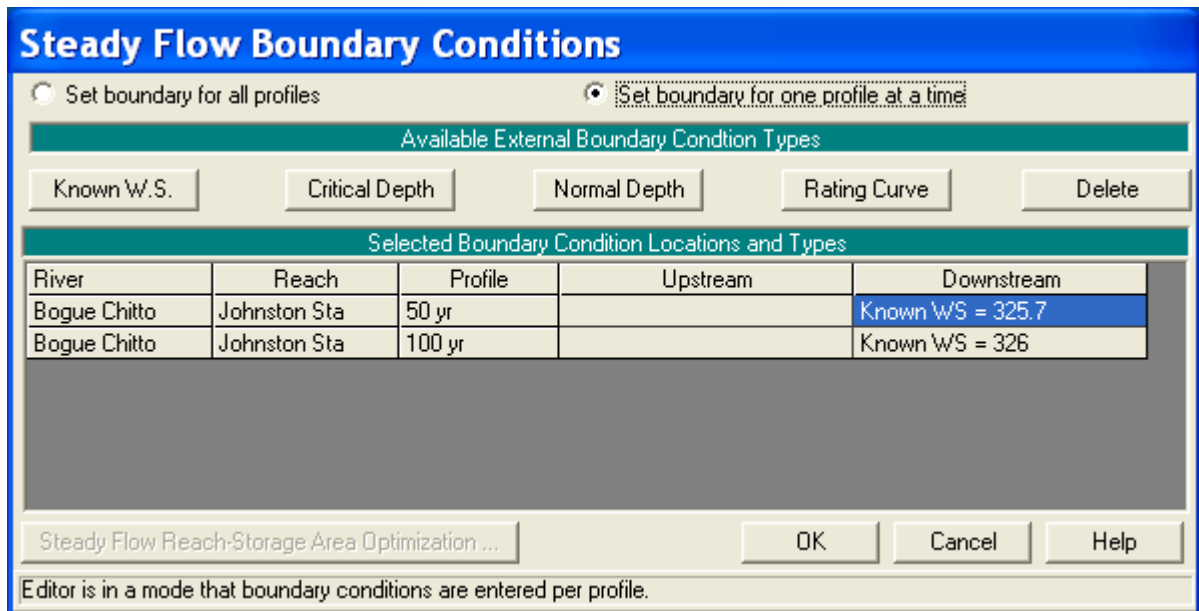 Steady Flow Boundary Conditions
Set boundary for all profiles Set boundary for one profile at a time
Available External Boundary Condtion Types
Known W.S. Critical Depth Normal Depth Rating Curve Delete
Selected Boundary Condition Locations and Types
River Reach Profile Upstream Downstream
Bogue Chitto Johnston Sta 50 yr Known WS = 325.7
Bogue Chitto Johnston Sta 100 yr Known WS = 326
Steady Flow Reach-Storage Area Optimization ... OK Cancel Help
Editor is in a mode that boundary conditions are entered per profile.